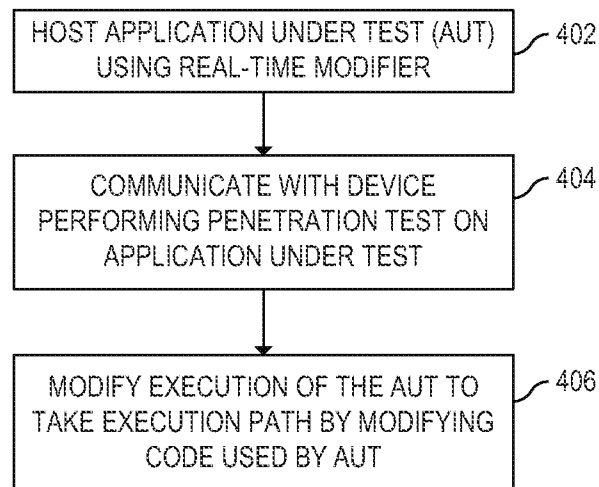 HOST APPLICATION UNDER TEST (AUT)
USING REAL-TIME MODIFIER
402
COMMUNICATE WITH DEVICE
PERFORMING PENETRATION TEST ON
APPLICATION UNDER TEST
404
MODIFY EXECUTION OF THE AUT TO
TAKE EXECUTION PATH BY MODIFYING
CODE USED BY AUT
406